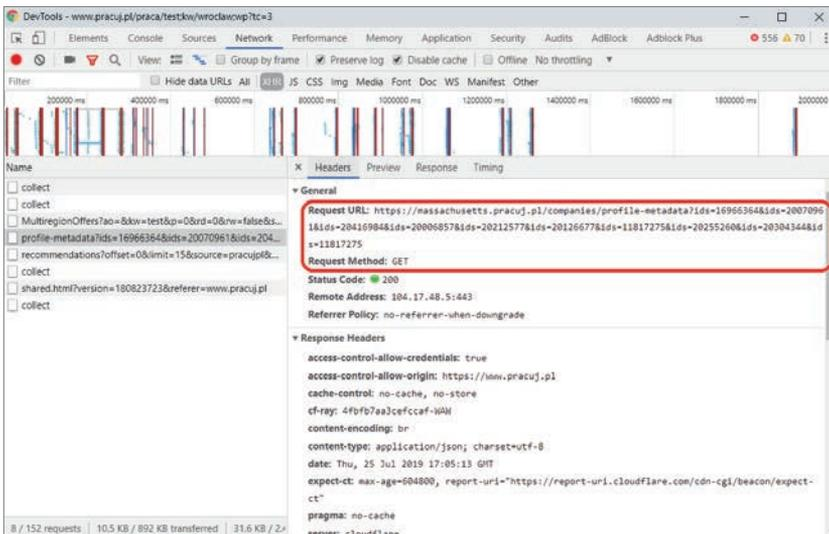 DevTools - www.pracuj.pl/praca/test;kw/wroclaw;wp?tc=3
Elements Console Sources Network Performance Memory Application Security Audits AdBlock Adblock Plus 556 70
View: Group by frame Preserve log Disable cache Offline No throttling
Filter Hide data URLs All XHR JS CSS Img Media Font Doc WS Manifest Other
200000 ms 400000 ms 600000 ms 800000 ms 1000000 ms 1200000 ms 1400000 ms 1600000 ms 1800000 ms 2000000
Name
collect
collect
MultiregionOffers?ao=&kw=test&p=0&rd=0&rw=false&s...
profile-metadata?ids=16966364&ids=20070961&ids=204...
recommendations?offset=0&limit=15&source=pracujpl&...
collect
shared.html?version=180823723&referer=www.pracuj.pl
collect
8 / 152 requests 10.5 KB / 892 KB transferred 31.6 KB / 2.
× Headers Preview Response Timing
General
Request URL: https://massachusetts.pracuj.pl/companies/profile-metadata?ids=16966364&ids=2007096
1&ids=20416984&ids=20006857&ids=20212577&ids=20126677&ids=11817275&ids=20255260&ids=20304344&id
s=11817275
Request Method: GET
Status Code: 200
Remote Address: 104.17.48.5:443
Referrer Policy: no-referrer-when-downgrade
Response Headers
access-control-allow-credentials: true
access-control-allow-origin: https://www.pracuj.pl
cache-control: no-cache, no-store
cf-ray: 4fbfb7aa3cefccaf-WAW
content-encoding: br
content-type: application/json; charset=utf-8
date: Thu, 25 Jul 2019 17:05:13 GMT
expect-ct: max-age=604800, report-uri="https://report-uri.cloudflare.com/cdn-cgi/beacon/expect-
ct"
pragma: no-cache
server: cloudflare